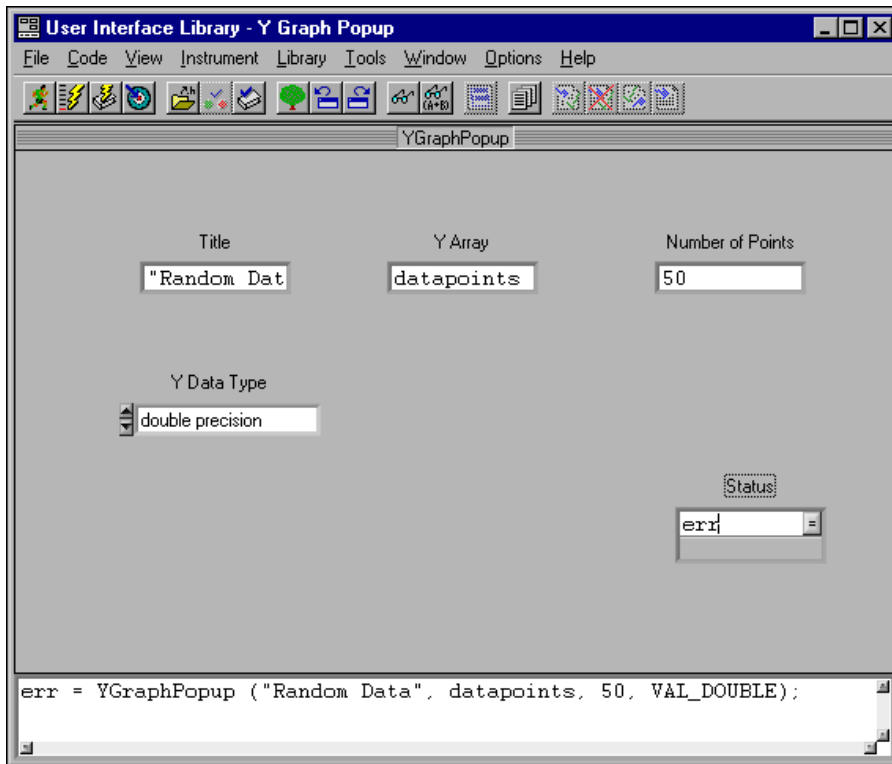 User Interface Library - Y Graph Popup
File Code View Instrument Library Tools Window Options Help
(A+B)
YGraphPopup
Title Y Array Number of Points
"Random Dat datapoints 50
Y Data Type
double precision
Status
err =
err = YGraphPopup ("Random Data", datapoints, 50, VAL_DOUBLE);